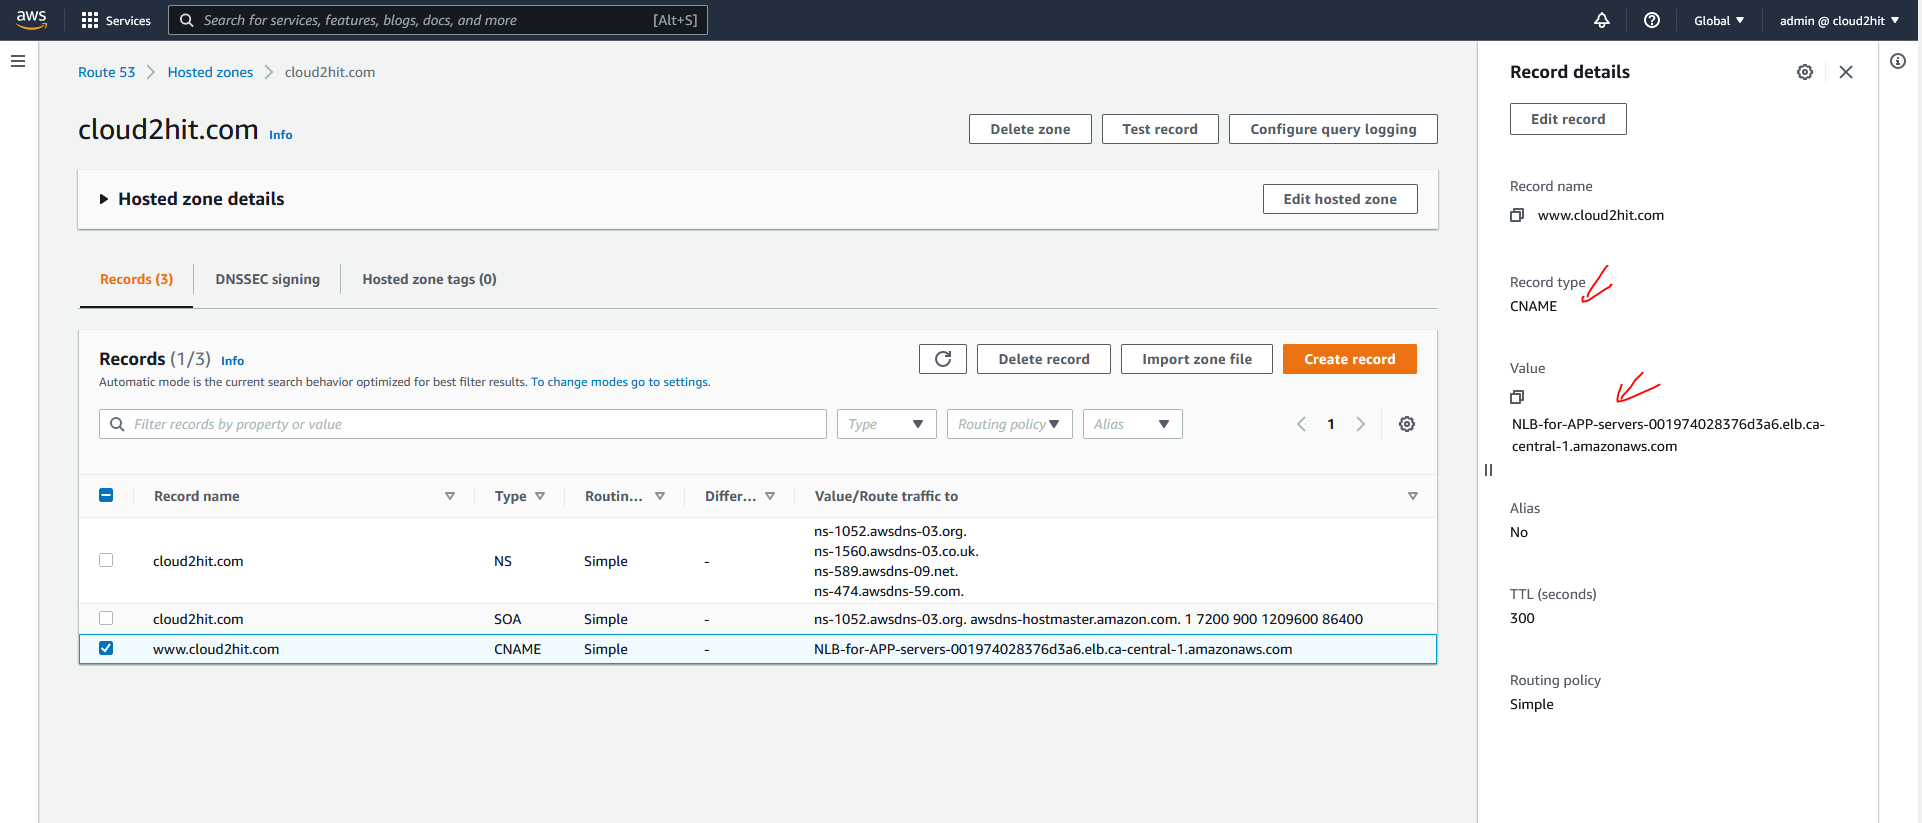 aws
Services
Search for services, features, blogs, docs, and more
[Alt+S]
Global
admin @ cloud2hit
Route 53
Hosted zones
cloud2hit.com
cloud2hit.com Info
Delete zone
Test record
Configure query logging
Hosted zone details
Edit hosted zone
Records (3)
DNSSEC signing
Hosted zone tags (0)
Records (1/3) Info
Automatic mode is the current search behavior optimized for best filter results. To change modes go to settings.
Delete record
Import zone file
Create record
Filter records by property or value
Type
Routing policy
Alias
1
Record name
Type
Routin...
Differ...
Value/Route traffic to
cloud2hit.com
NS
Simple
-
ns-1052.awsdns-03.org.
ns-1560.awsdns-03.co.uk.
ns-589.awsdns-09.net.
ns-474.awsdns-59.com.
cloud2hit.com
SOA
Simple
-
ns-1052.awsdns-03.org. awsdns-hostmaster.amazon.com. 1 7200 900 1209600 86400
www.cloud2hit.com
CNAME
Simple
-
NLB-for-APP-servers-001974028376d3a6.elb.ca-central-1.amazonaws.com
Record details
Edit record
Record name
www.cloud2hit.com
Record type
CNAME
Value
NLB-for-APP-servers-001974028376d3a6.elb.ca-
central-1.amazonaws.com
Alias
No
TTL (seconds)
300
Routing policy
Simple